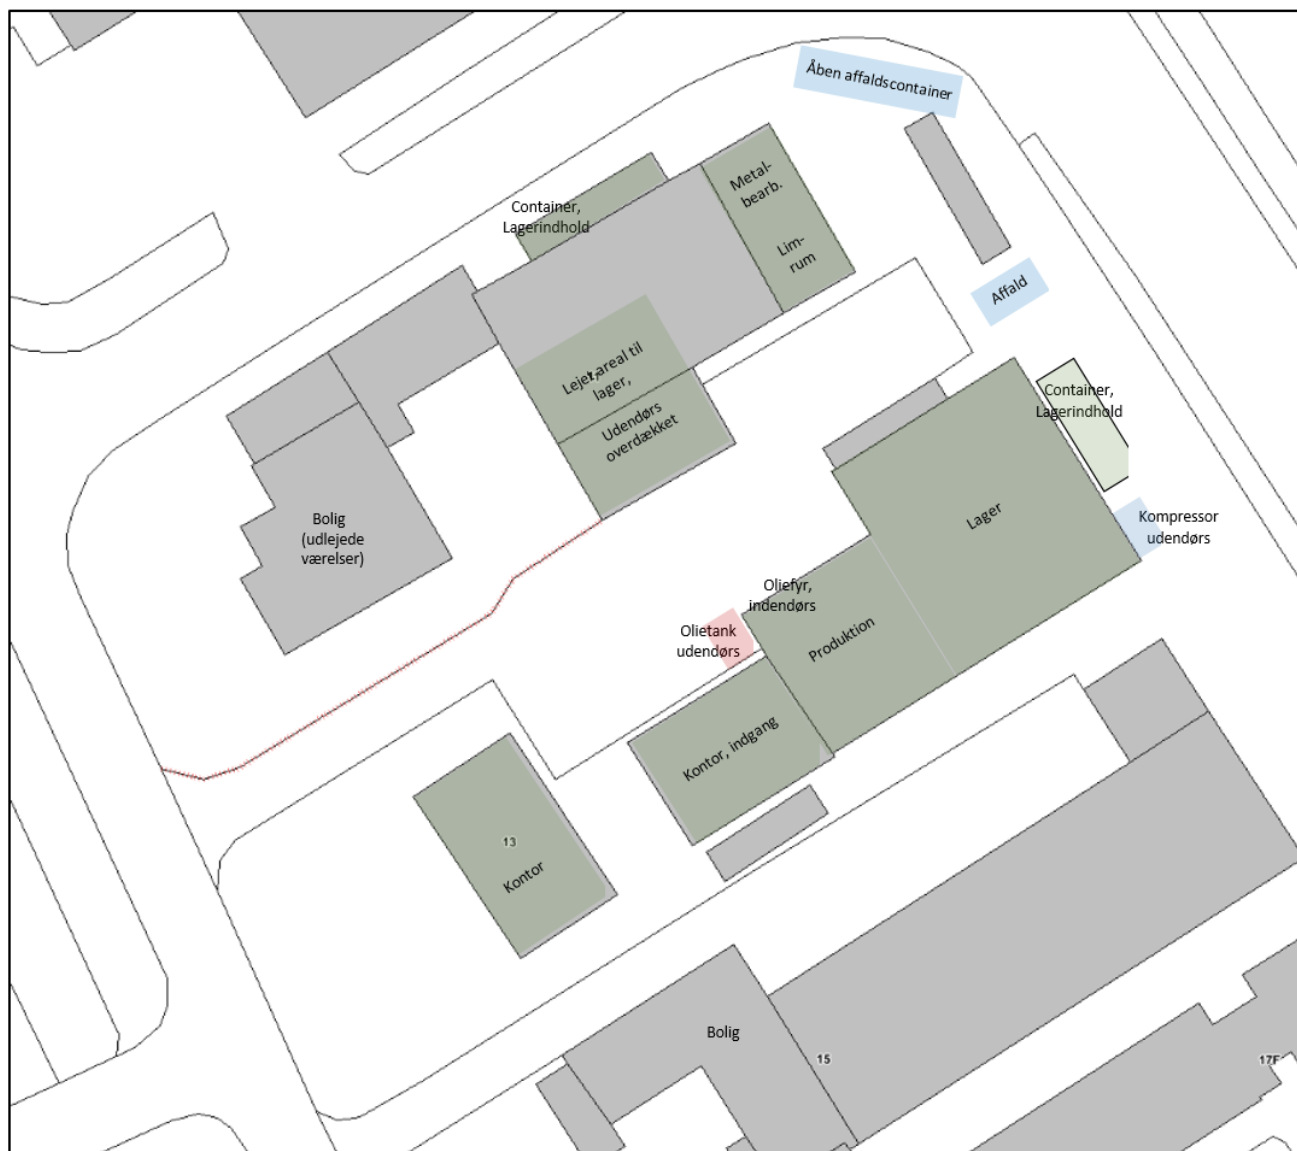 Åben affaldscontainer
Metal-
bearb.
Lim-
rum
Container,
Lagerindhold
Affald
Lejet areal til
lager,
Udendørs
overdækket
Container,
Lagerindhold
Lager
Kompressor
udendørs
Bolig
(udlejede
værelser)
Oliefyr,
indendørs
Olietank
udendørs
Produktion
Kontor, indgang
13
Kontor
Bolig
15
17F